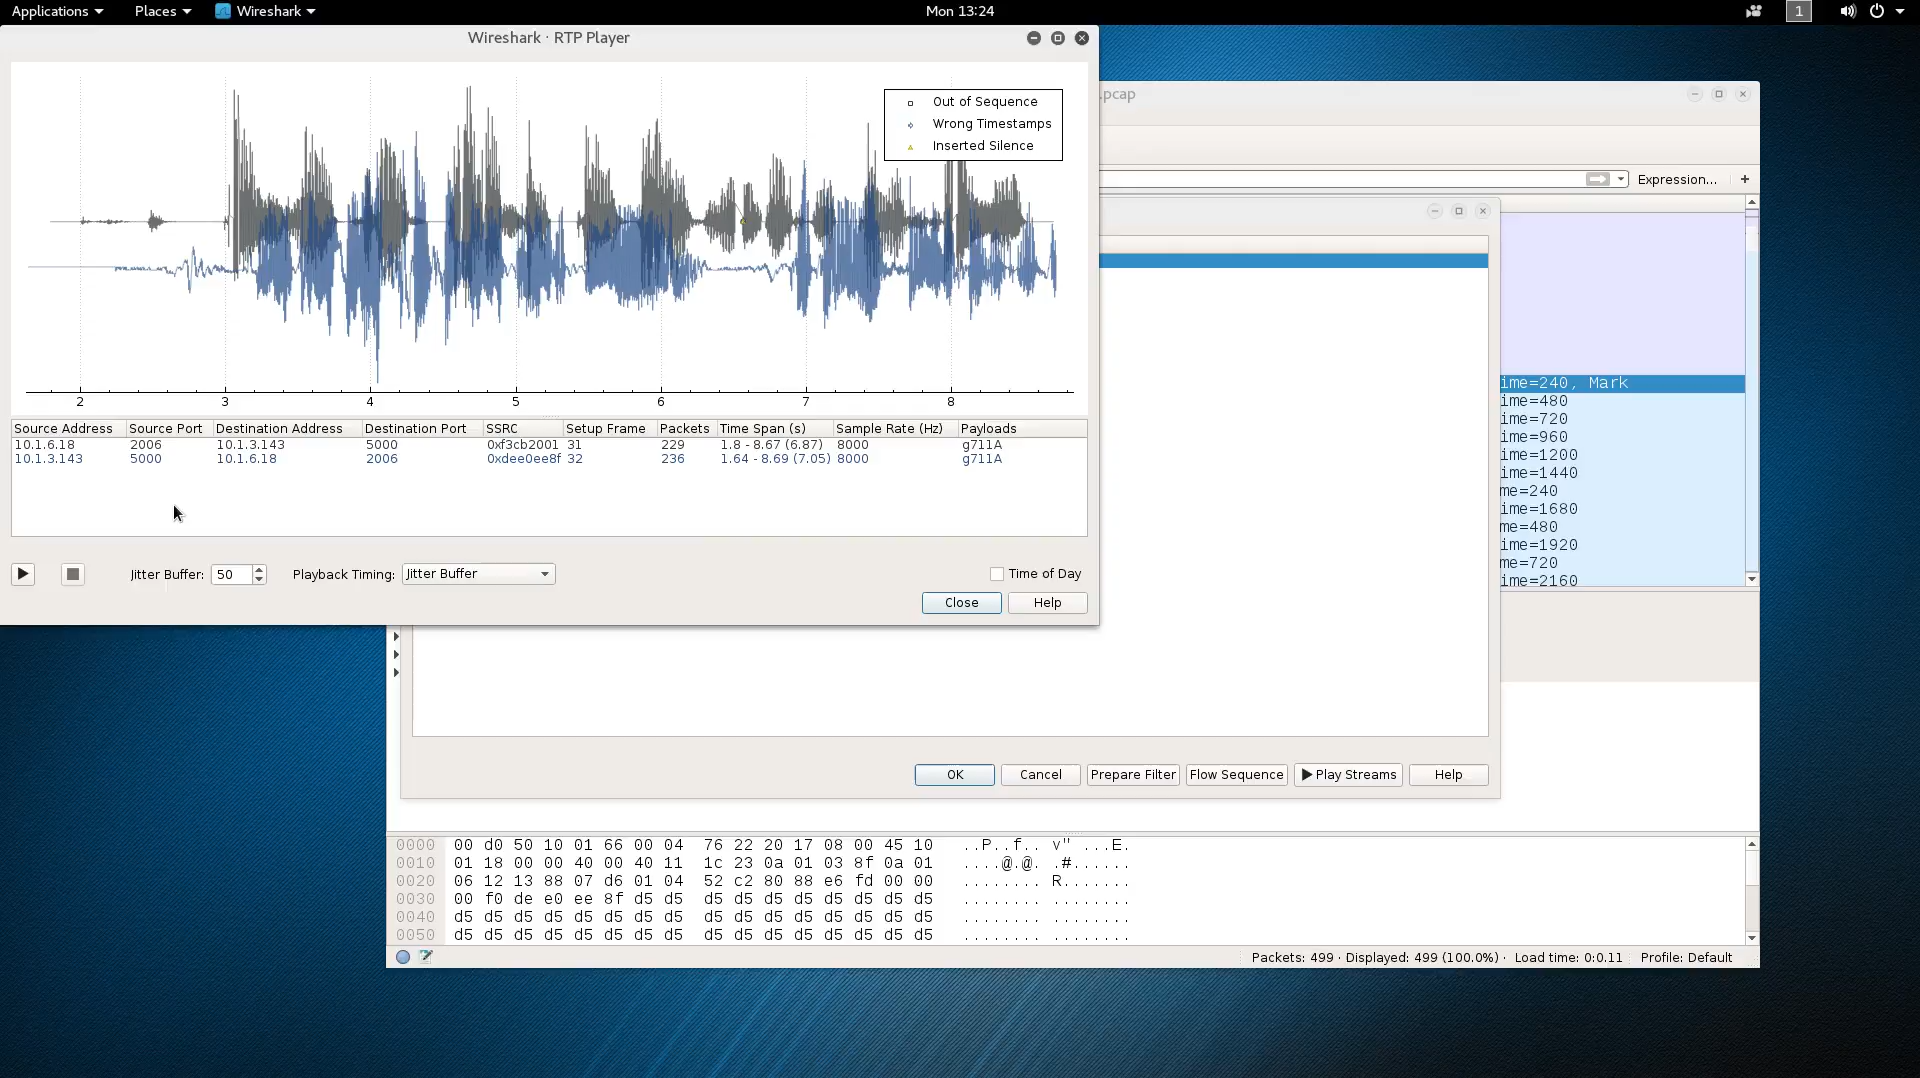 Applications Places Wireshark Mon 13:24 1
Wireshark · RTP Player
Out of Sequence
Wrong Timestamps
Inserted Silence
2 3 4 5 6 7 8
Source Address Source Port Destination Address Destination Port SSRC Setup Frame Packets Time Span (s) Sample Rate (Hz) Payloads
10.1.6.18 2006 10.1.3.143 5000 0xf3cb2001 31 229 1.8 - 8.67 (6.87) 8000 g711A
10.1.3.143 5000 10.1.6.18 2006 0xdee0ee8f 32 236 1.64 - 8.69 (7.05) 8000 g711A
Jitter Buffer: 50 Playback Timing: Jitter Buffer Time of Day
Close Help
.pcap
Expression... +
ime=240, Mark
ime=480
ime=720
ime=960
ime=1200
ime=1440
me=240
ime=1680
me=480
ime=1920
me=720
ime=2160
OK Cancel Prepare Filter Flow Sequence Play Streams Help
0000 00 d0 50 10 01 66 00 04 76 22 20 17 08 00 45 10 ..P..f.. v" ...E.
0010 01 18 00 00 40 00 40 11 1c 23 0a 01 03 8f 0a 01 ....@.@. .#......
0020 06 12 13 88 07 d6 01 04 52 c2 80 88 e6 fd 00 00 ........ R.......
0030 00 f0 de e0 ee 8f d5 d5 d5 d5 d5 d5 d5 d5 d5 d5 ........ ........
0040 d5 d5 d5 d5 d5 d5 d5 d5 d5 d5 d5 d5 d5 d5 d5 d5 ........ ........
0050 d5 d5 d5 d5 d5 d5 d5 d5 d5 d5 d5 d5 d5 d5 d5 d5 ........ ........
Packets: 499 · Displayed: 499 (100.0%) · Load time: 0:0.11 Profile: Default